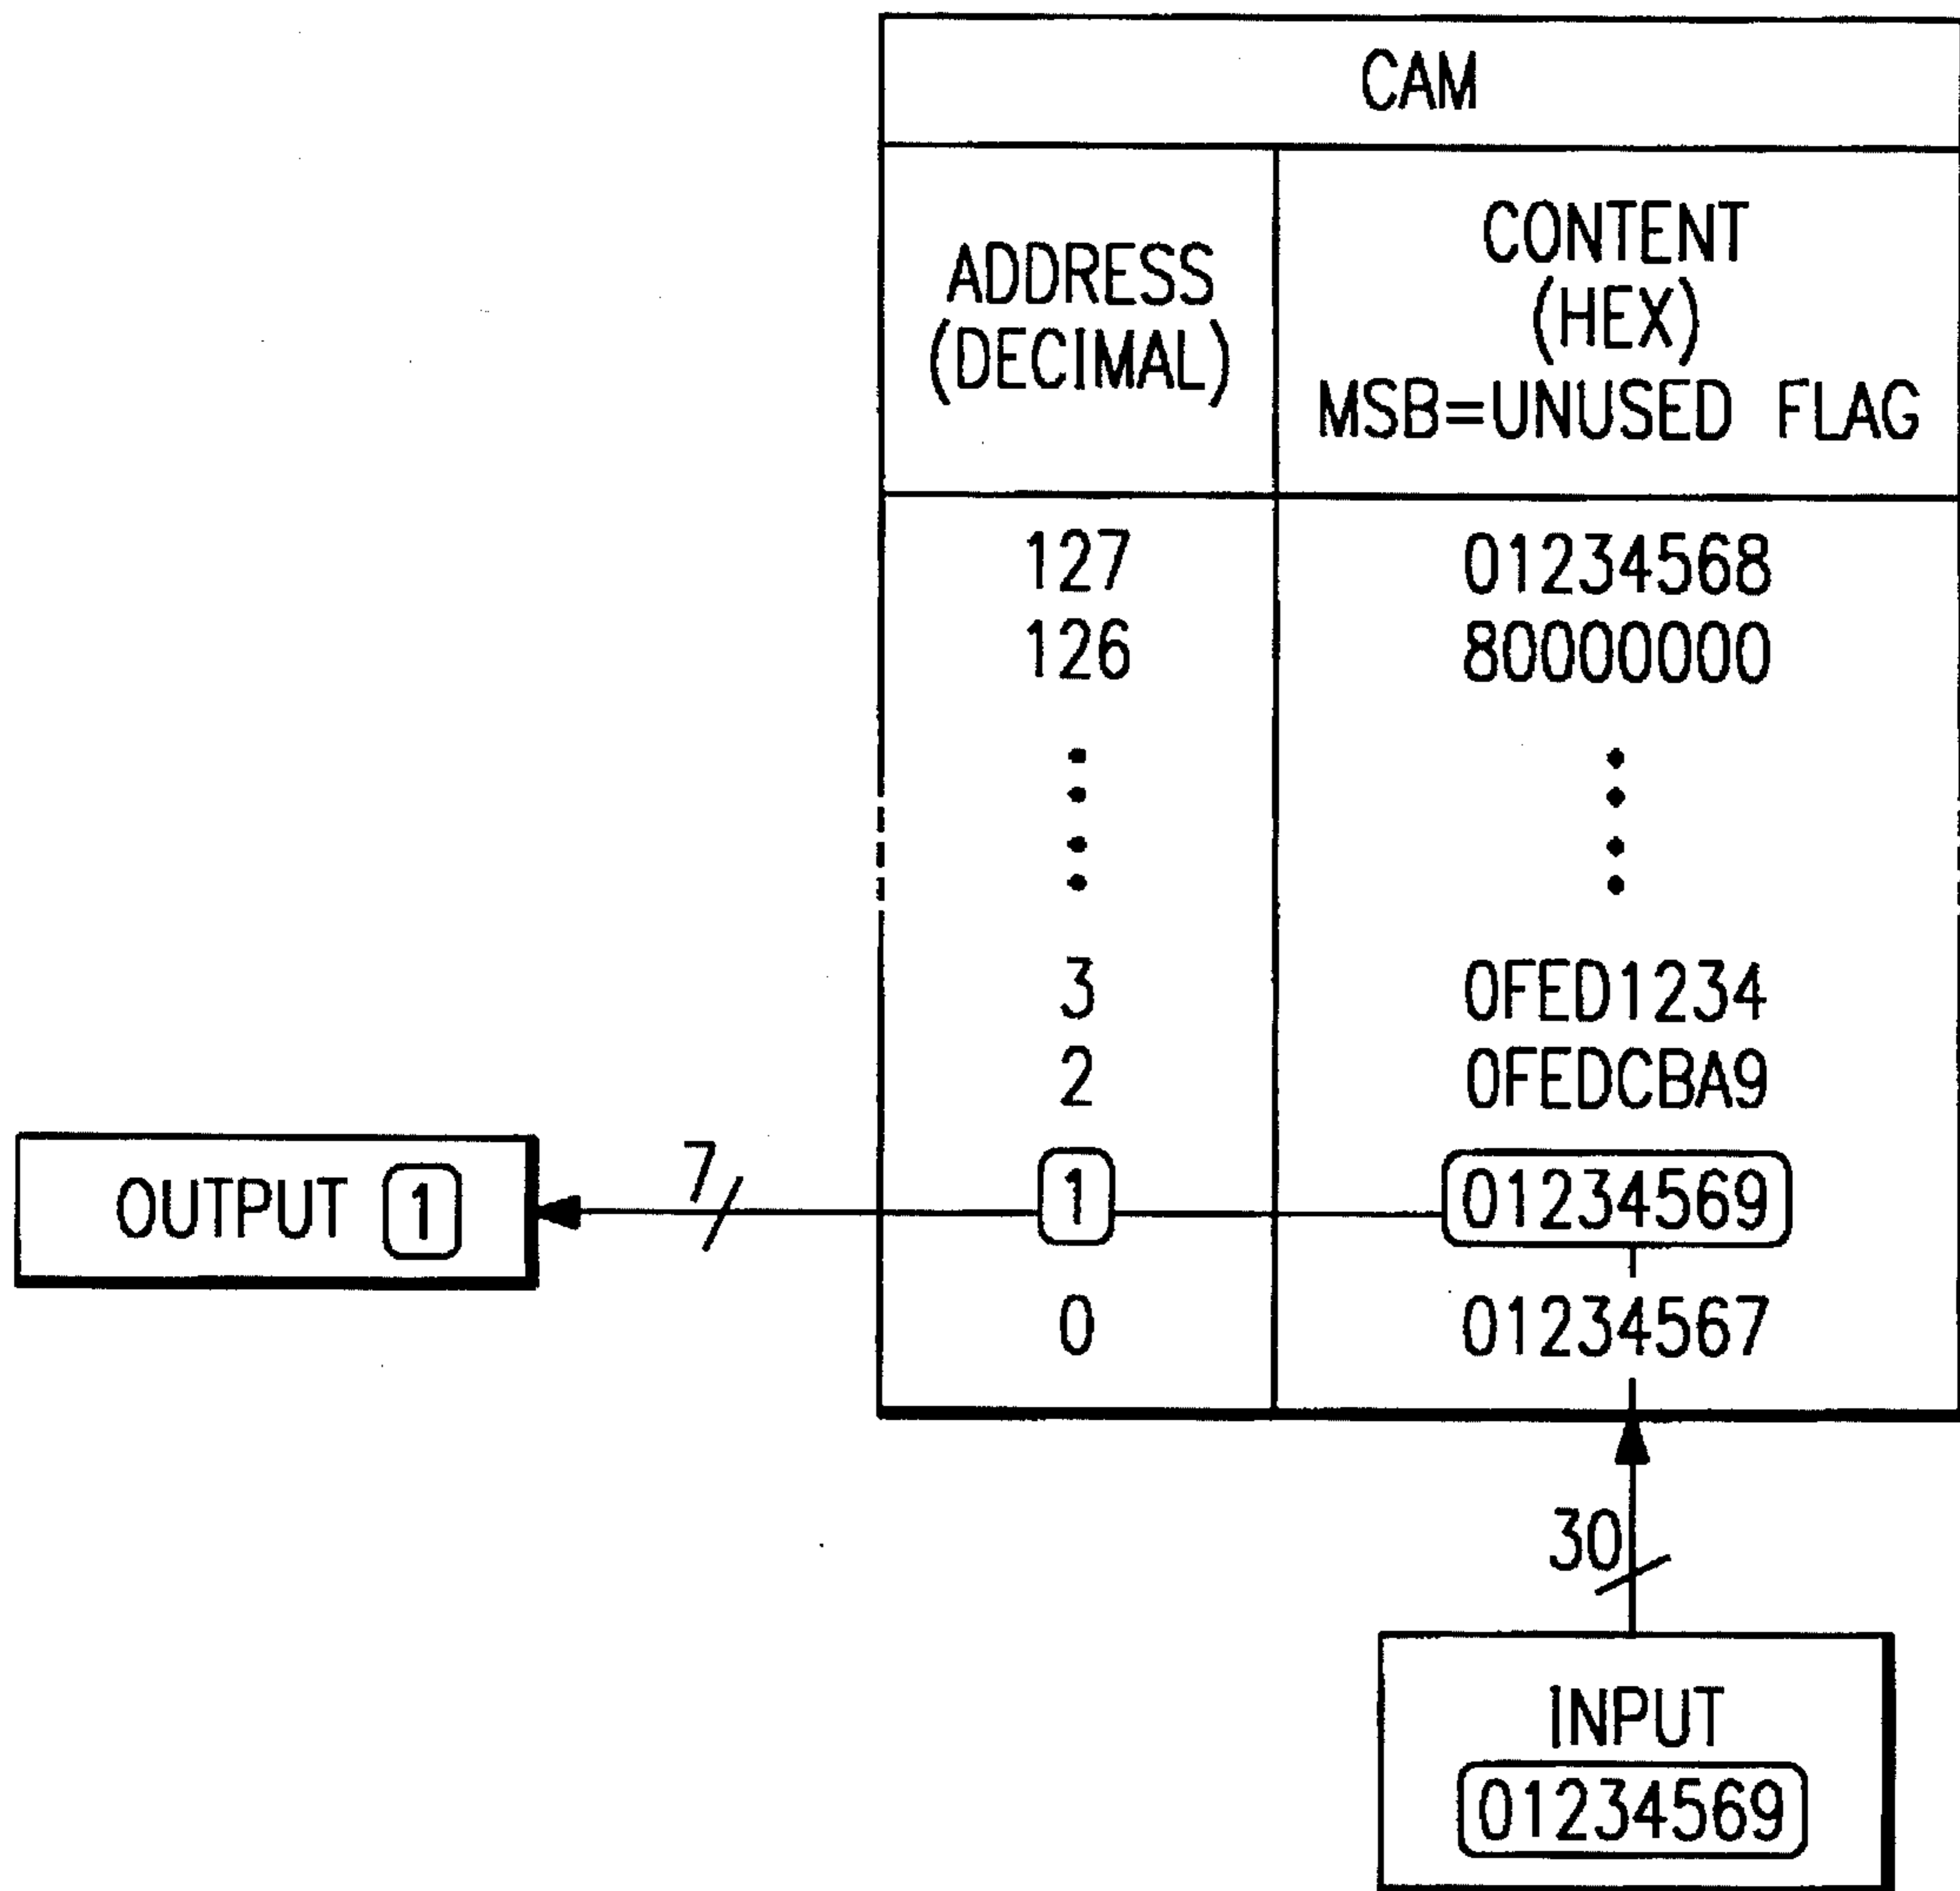 CAM
ADDRESS
(DECIMAL)
CONTENT
(HEX)
MSB=UNUSED FLAG
127 01234568
126 80000000
3 0FED1234
2 0FEDCBA9
OUTPUT 1 7 1 01234569
0 01234567
30
INPUT
01234569